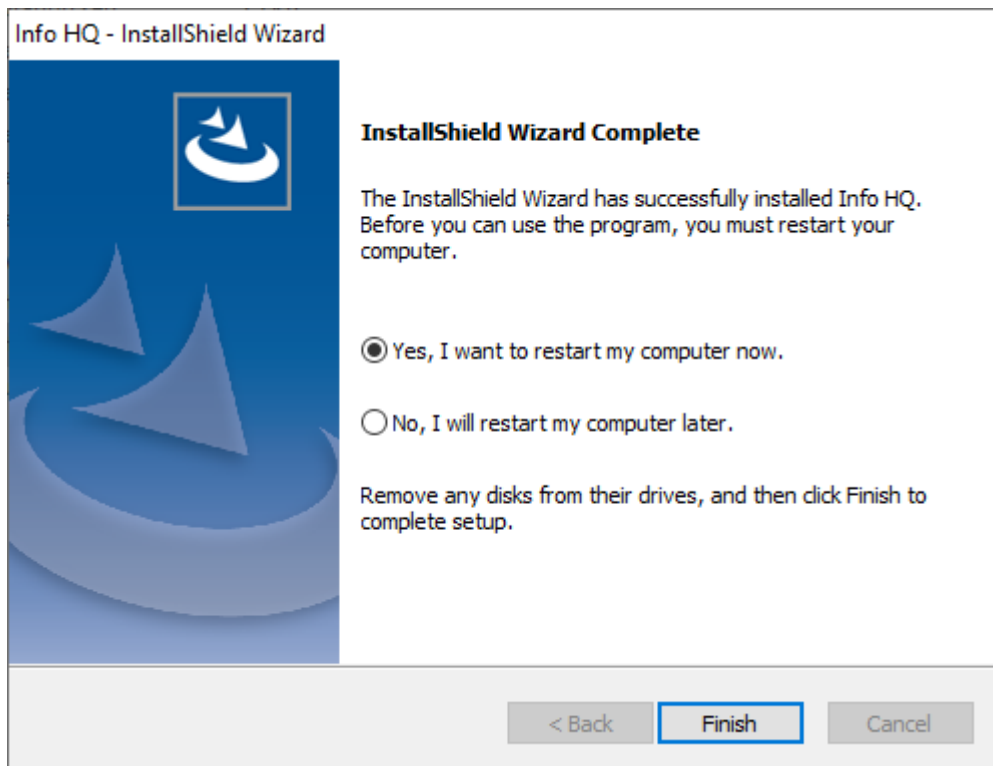 Info HQ - InstallShield Wizard
InstallShield Wizard Complete
The InstallShield Wizard has successfully installed Info HQ.
Before you can use the program, you must restart your
computer.
Yes, I want to restart my computer now.
No, I will restart my computer later.
Remove any disks from their drives, and then click Finish to
complete setup.
< Back
Finish
Cancel